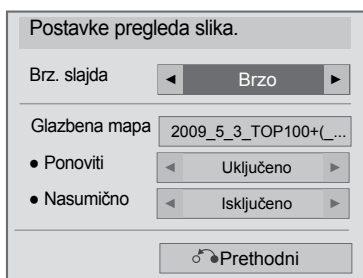 Postavke pregleda slika.
Brz. slajda ◄ Brzo ►
Glazbena mapa 2009_5_3_TOP100+(_...
● Ponoviti ◄ Uključeno ►
● Nasumično ◄ Isključeno ►
Prethodni